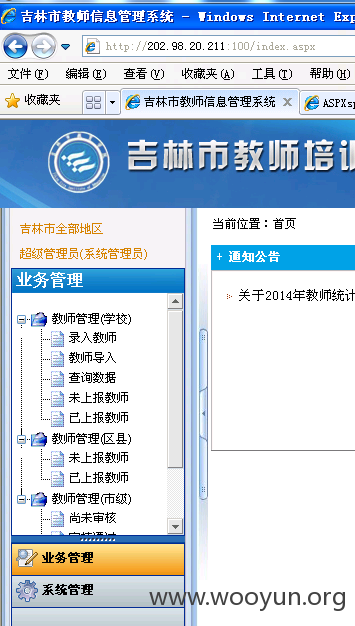 吉林市教师信息管理系统 - Windows Internet Exp
http://202.98.20.211:100/index.aspx
文件(F) 编辑(E) 查看(V) 收藏夹(A) 工具(T) 帮助(H)
收藏夹 吉林市教师信息管理系统 ASPXsp
吉林市教师培训
吉林市全部地区
当前位置：首页
超级管理员(系统管理员)
+ 通知公告
业务管理
关于2014年教师统计
教师管理(学校)
录入教师
教师导入
查询数据
未上报教师
已上报教师
教师管理(区县)
未上报教师
已上报教师
教师管理(市级)
尚未审核
业务管理
系统管理
www.wooyun.org